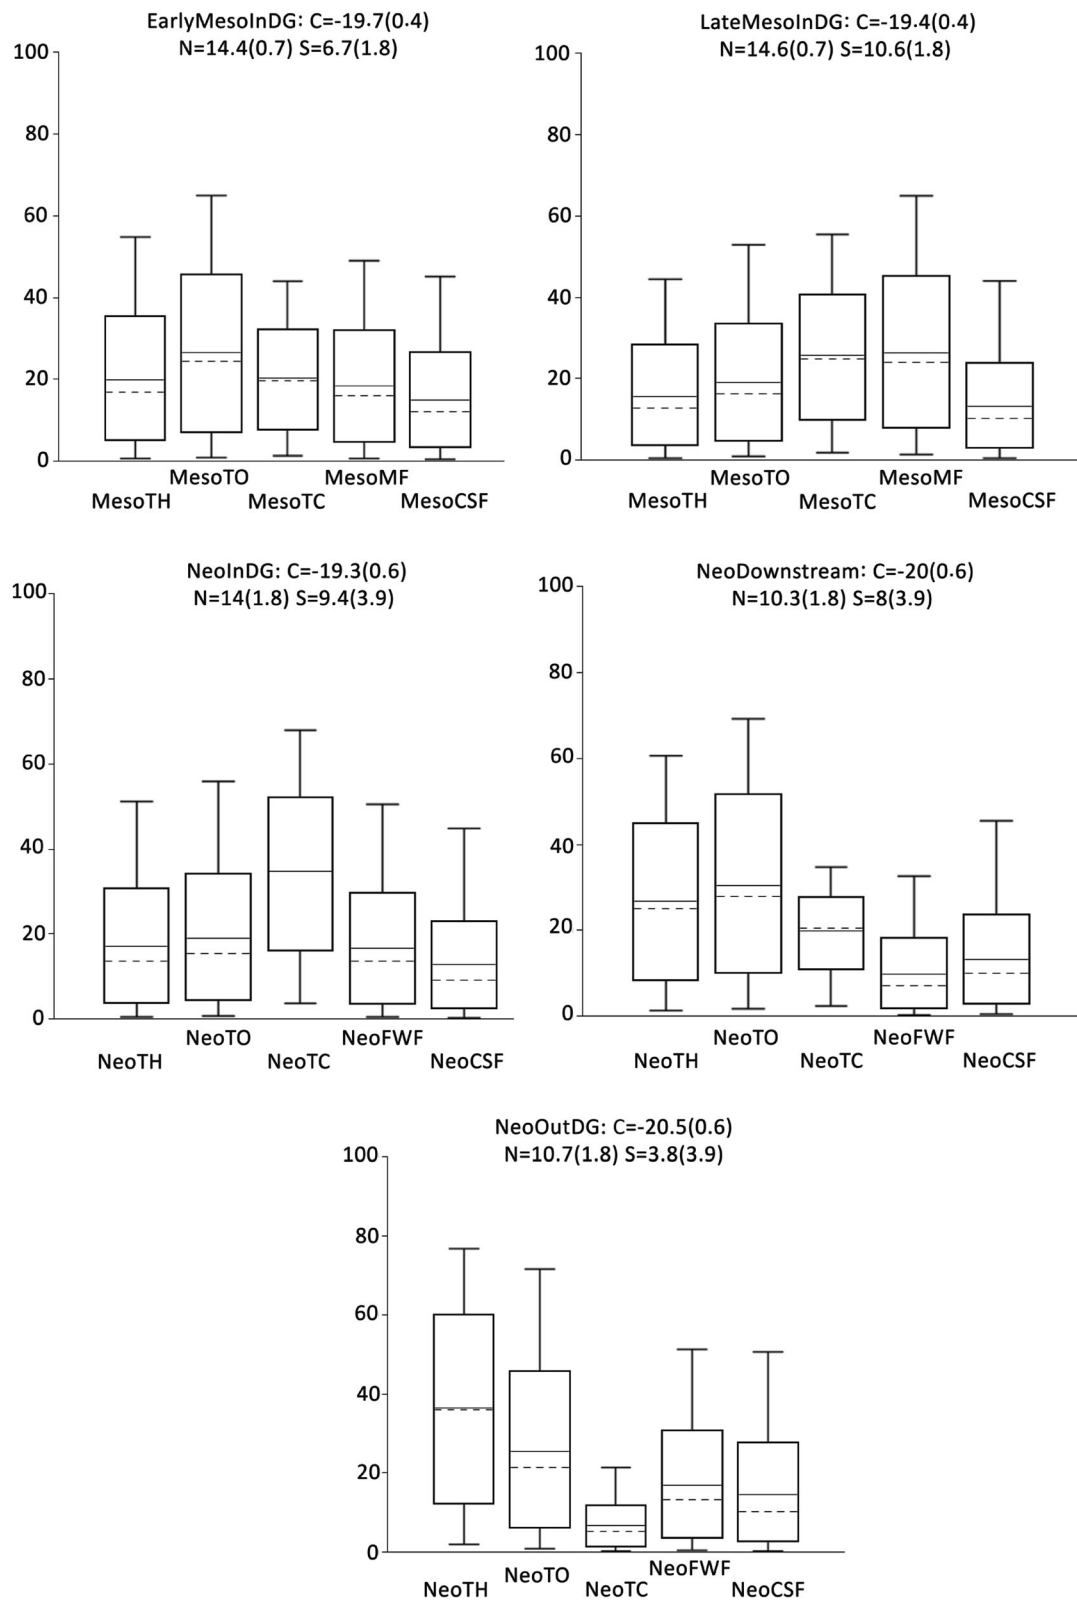 EarlyMesoInDG: C=-19.7(0.4)
N=14.4(0.7) S=6.7(1.8)
100
80
60
40
20
0
MesoTO MesoMF
MesoTH MesoTC MesoCSF
LateMesoInDG: C=-19.4(0.4)
N=14.6(0.7) S=10.6(1.8)
100
80
60
40
20
0
MesoTO MesoMF
MesoTH MesoTC MesoCSF
NeoInDG: C=-19.3(0.6)
N=14(1.8) S=9.4(3.9)
100
80
60
40
20
0
NeoTO NeoFWF
NeoTH NeoTC NeoCSF
NeoDownstream: C=-20(0.6)
N=10.3(1.8) S=8(3.9)
100
80
60
40
20
0
NeoTO NeoFWF
NeoTH NeoTC NeoCSF
NeoOutDG: C=-20.5(0.6)
N=10.7(1.8) S=3.8(3.9)
100
80
60
40
20
0
NeoTO NeoFWF
NeoTH NeoTC NeoCSF